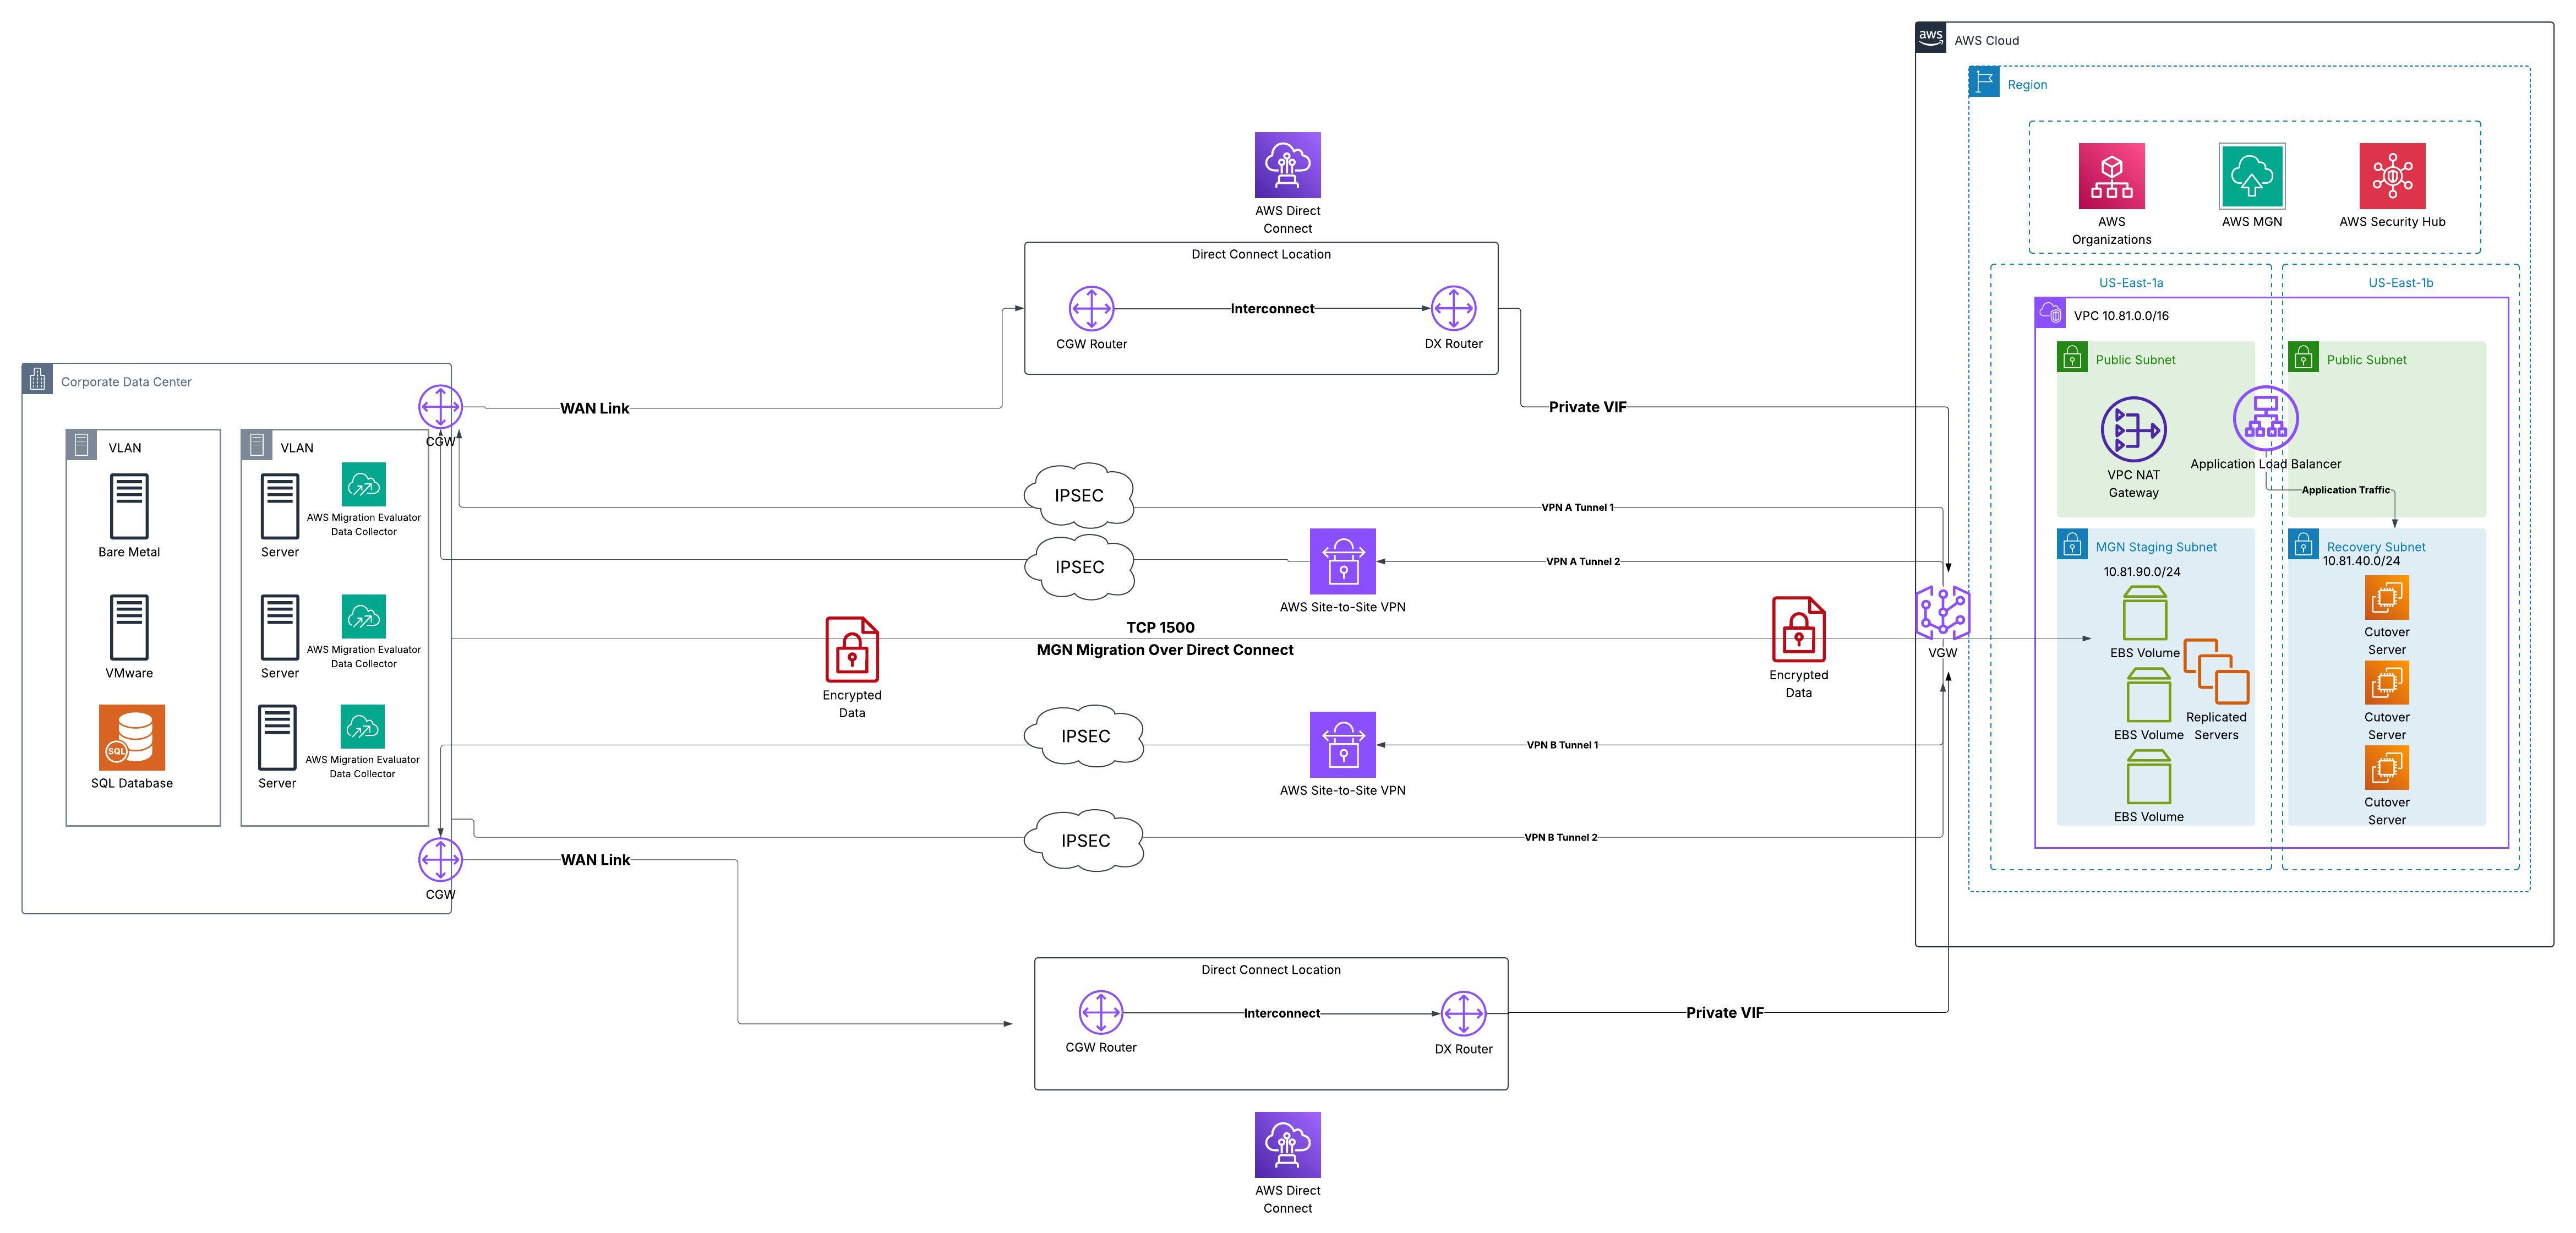 aws
AWS Cloud
Region
AWS
Organizations
AWS MGN
AWS Security Hub
AWS Direct
Connect
Direct Connect Location
CGW Router
Interconnect
DX Router
US-East-1a
US-East-1b
VPC 10.81.0.0/16
Public Subnet
Public Subnet
VPC NAT
Gateway
Application Load Balancer
Application Traffic
MGN Staging Subnet
10.81.90.0/24
EBS Volume
EBS Volume
EBS Volume
Replicated
Servers
Recovery Subnet
10.81.40.0/24
Cutover
Server
Cutover
Server
Cutover
Server
Corporate Data Center
CGW
WAN Link
Private VIF
VLAN
Bare Metal
VMware
SQL
SQL Database
VLAN
Server
AWS Migration Evaluator
Data Collector
Server
AWS Migration Evaluator
Data Collector
Server
AWS Migration Evaluator
Data Collector
IPSEC
VPN A Tunnel 1
IPSEC
AWS Site-to-Site VPN
VPN A Tunnel 2
Encrypted
Data
TCP 1500
MGN Migration Over Direct Connect
Encrypted
Data
VGW
IPSEC
AWS Site-to-Site VPN
VPN B Tunnel 1
IPSEC
VPN B Tunnel 2
CGW
WAN Link
Direct Connect Location
CGW Router
Interconnect
DX Router
Private VIF
AWS Direct
Connect